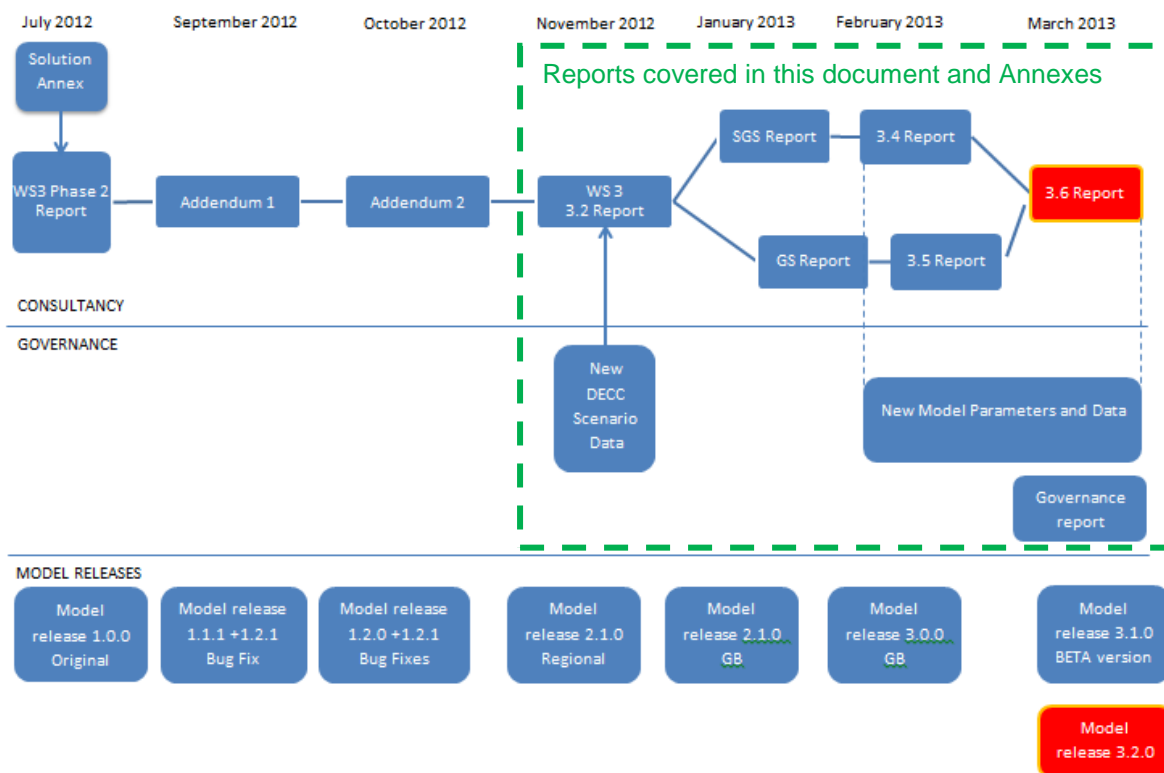 July 2012
September 2012
October 2012
November 2012
January 2013
February 2013
March 2013
Solution
Annex
Reports covered in this document and Annexes
WS3 Phase 2
Report
Addendum 1
Addendum 2
WS 3
3.2 Report
SGS Report
3.4 Report
GS Report
3.5 Report
3.6 Report
CONSULTANCY
GOVERNANCE
New
DECC
Scenario
Data
New Model Parameters and Data
Governance
report
MODEL RELEASES
Model
release 1.0.0
Original
Model release
1.1.1 +1.2.1
Bug Fix
Model release
1.2.0 +1.2.1
Bug Fixes
Model
release 2.1.0
Regional
Model
release 2.1.0
GB
Model
release 3.0.0
GB
Model
release 3.1.0
BETA version
Model
release 3.2.0